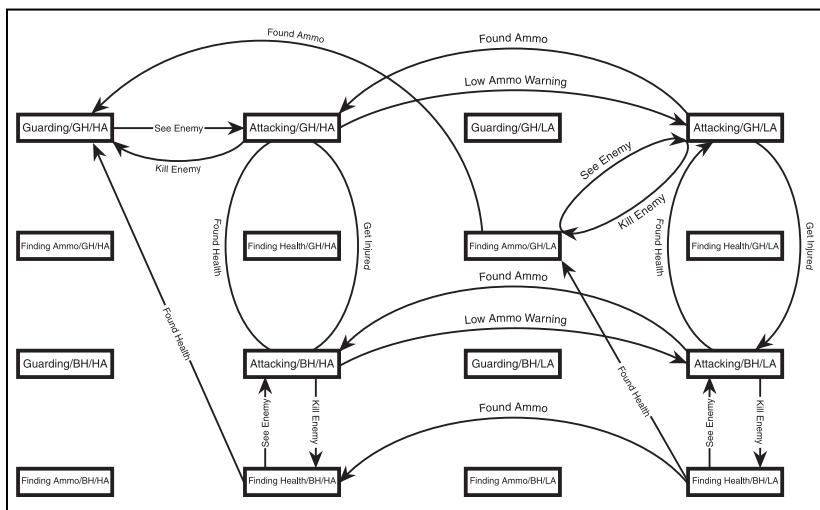 Found Ammo
Found Ammo
Low Ammo Warning
Guarding/GH/HA
See Enemy
Attacking/GH/HA
Guarding/GH/LA
Attacking/GH/LA
Kill Enemy
See Enemy
Kill Enemy
Found Health
Get Injured
Found Health
Get Injured
Finding Ammo/GH/HA
Finding Health/GH/HA
Finding Ammo/GH/LA
Finding Health/GH/LA
Found Ammo
Low Ammo Warning
Found Health
Found Health
Guarding/BH/HA
Attacking/BH/HA
Guarding/BH/LA
Attacking/BH/LA
See Enemy
Kill Enemy
Found Ammo
See Enemy
Kill Enemy
Finding Ammo/BH/HA
Finding Health/BH/HA
Finding Ammo/BH/LA
Finding Health/BH/LA